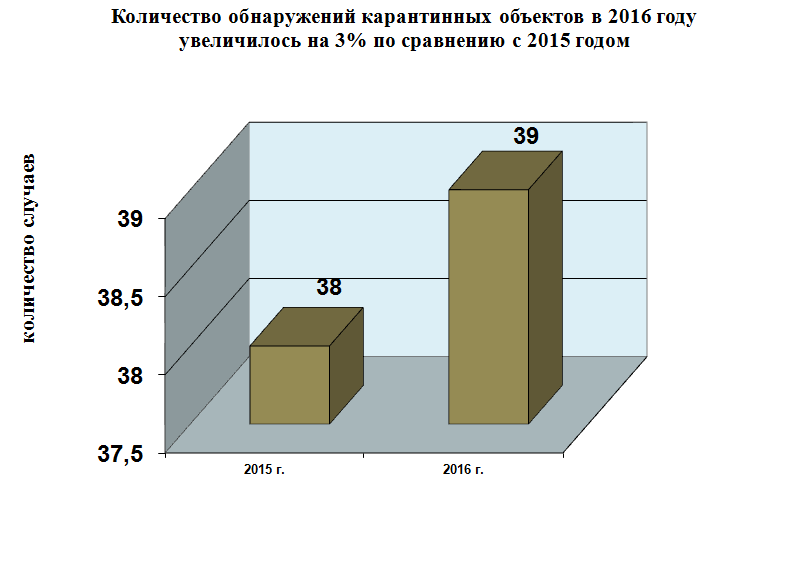 Количество обнаружений карантинных объектов в 2016 году
увеличилось на 3% по сравнению с 2015 годом
количество случаев
39
38,5
38
37,5
38
39
2015 г.
2016 г.